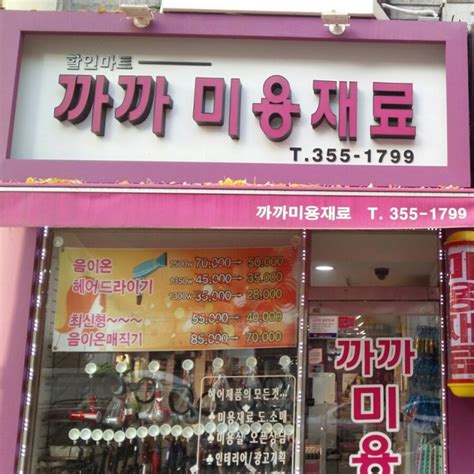 할인마트
까까 미용재료
T.355-1799
까까미용재료 T. 355-1799
음이온
헤어드라이기
70,000→50,000
45,000→35,000
35,000→28,000
최신형~~~
음이온매직기
55,000→40,000
85,000→70,000
헤어제품의 모든것...
♠미용재료 도·소매
♠미용실 오픈상담
♠인테리어/광고기획
까까
미용
미용재료